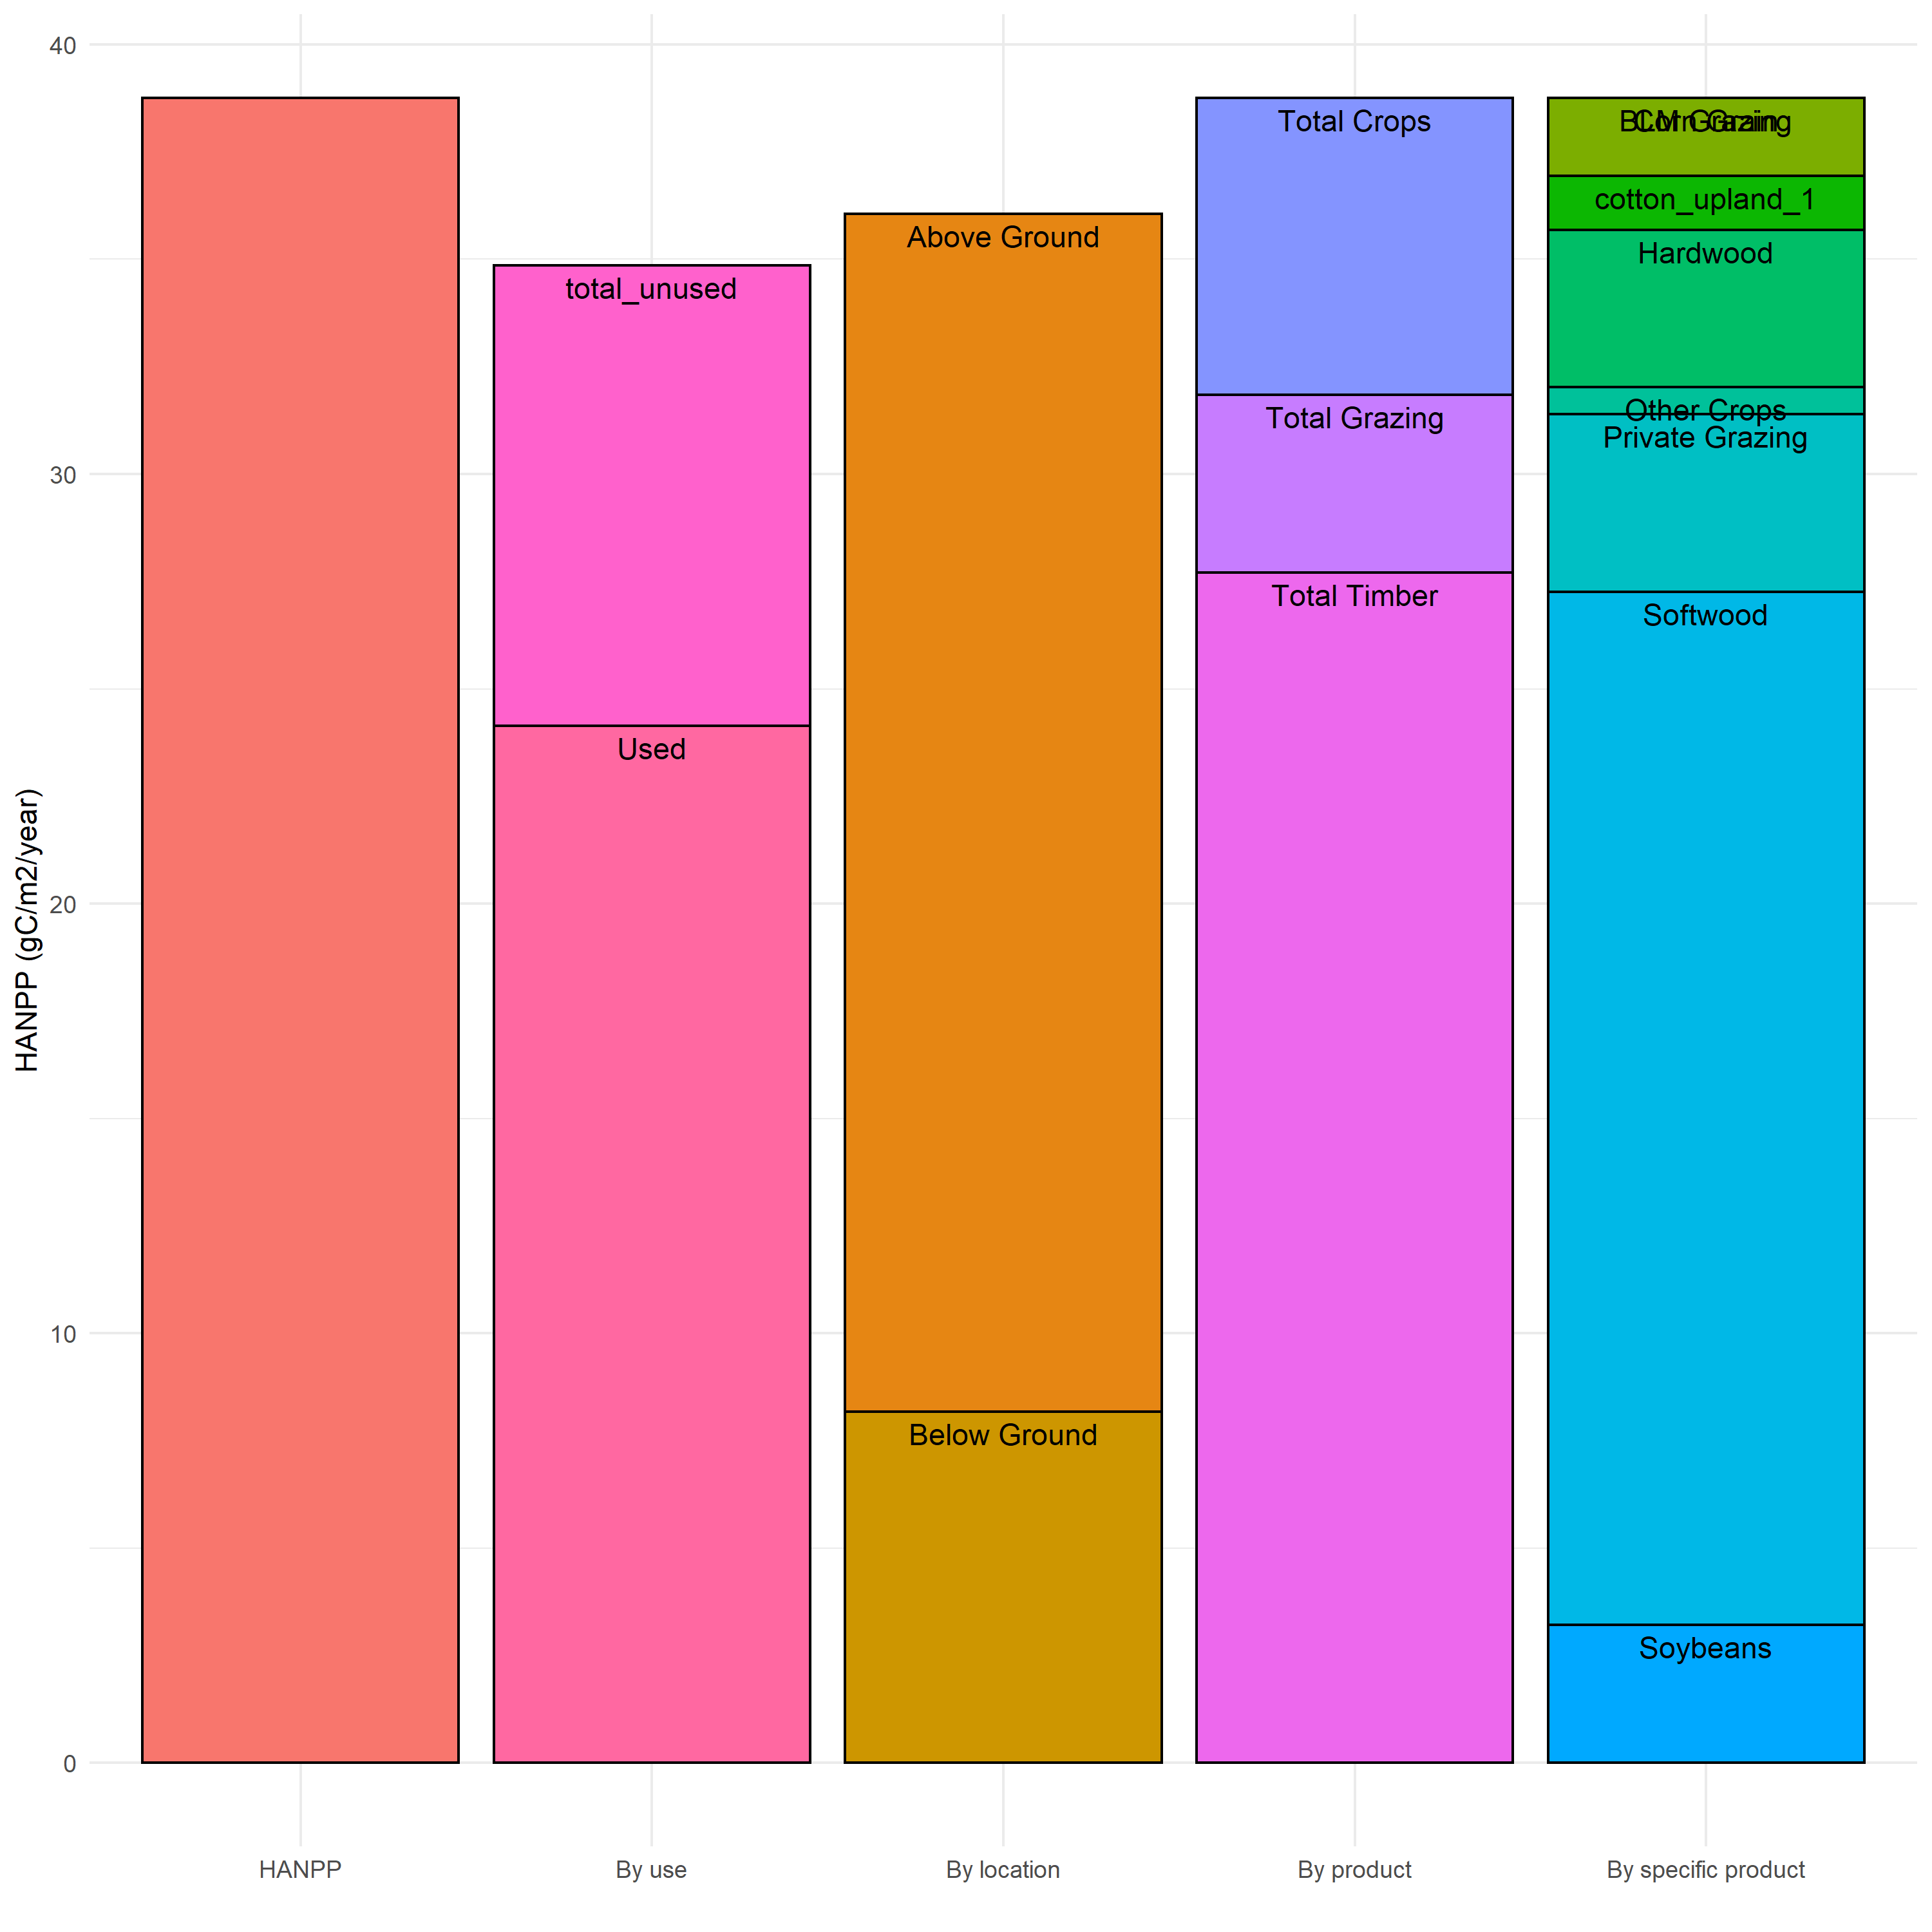 40
30
20
10
0
HANPP (gC/m2/year)
total_unused
Used
Above Ground
Below Ground
Total Crops
Total Grazing
Total Timber
BLM Grazing
Corn Grain
cotton_upland_1
Hardwood
Other Crops
Private Grazing
Softwood
Soybeans
HANPP
By use
By location
By product
By specific product